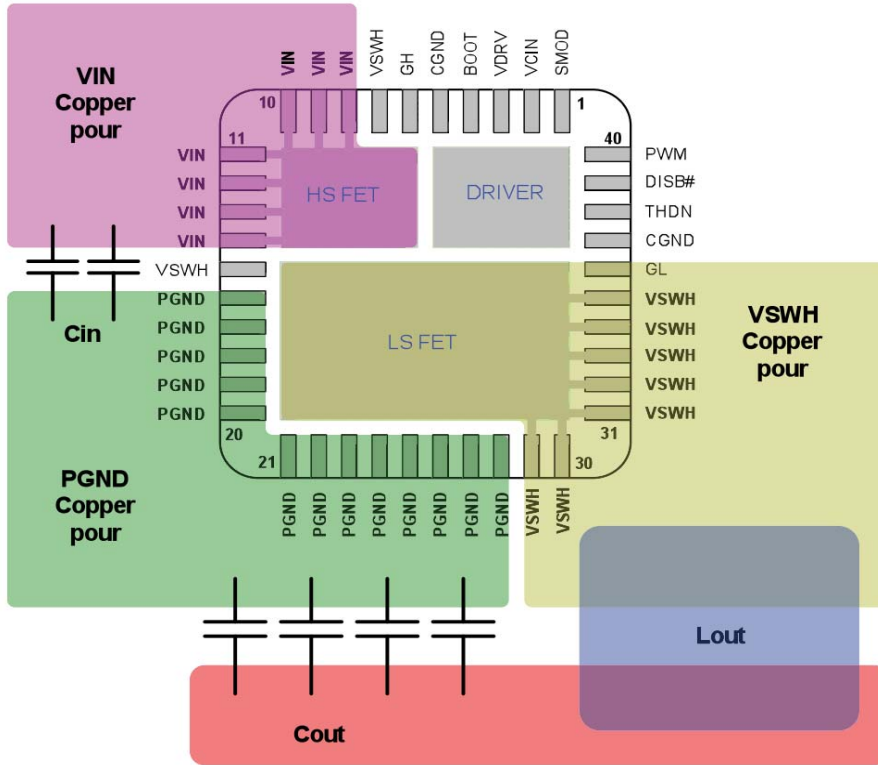 VIN
Copper
pour
VIN
VIN
VIN
VSWH
GH
CGND
BOOT
VDRV
VCIN
SMOD
10
1
11
40
VIN
VIN
VIN
VIN
VSWH
PGND
PGND
PGND
PGND
PGND
HS FET
DRIVER
LS FET
PWM
DISB#
THDN
CGND
GL
VSWH
VSWH
VSWH
VSWH
VSWH
VSWH
Copper
pour
Cin
20
21
31
30
PGND
Copper
pour
PGND
PGND
PGND
PGND
PGND
PGND
PGND
PGND
VSWH
VSWH
Lout
Cout